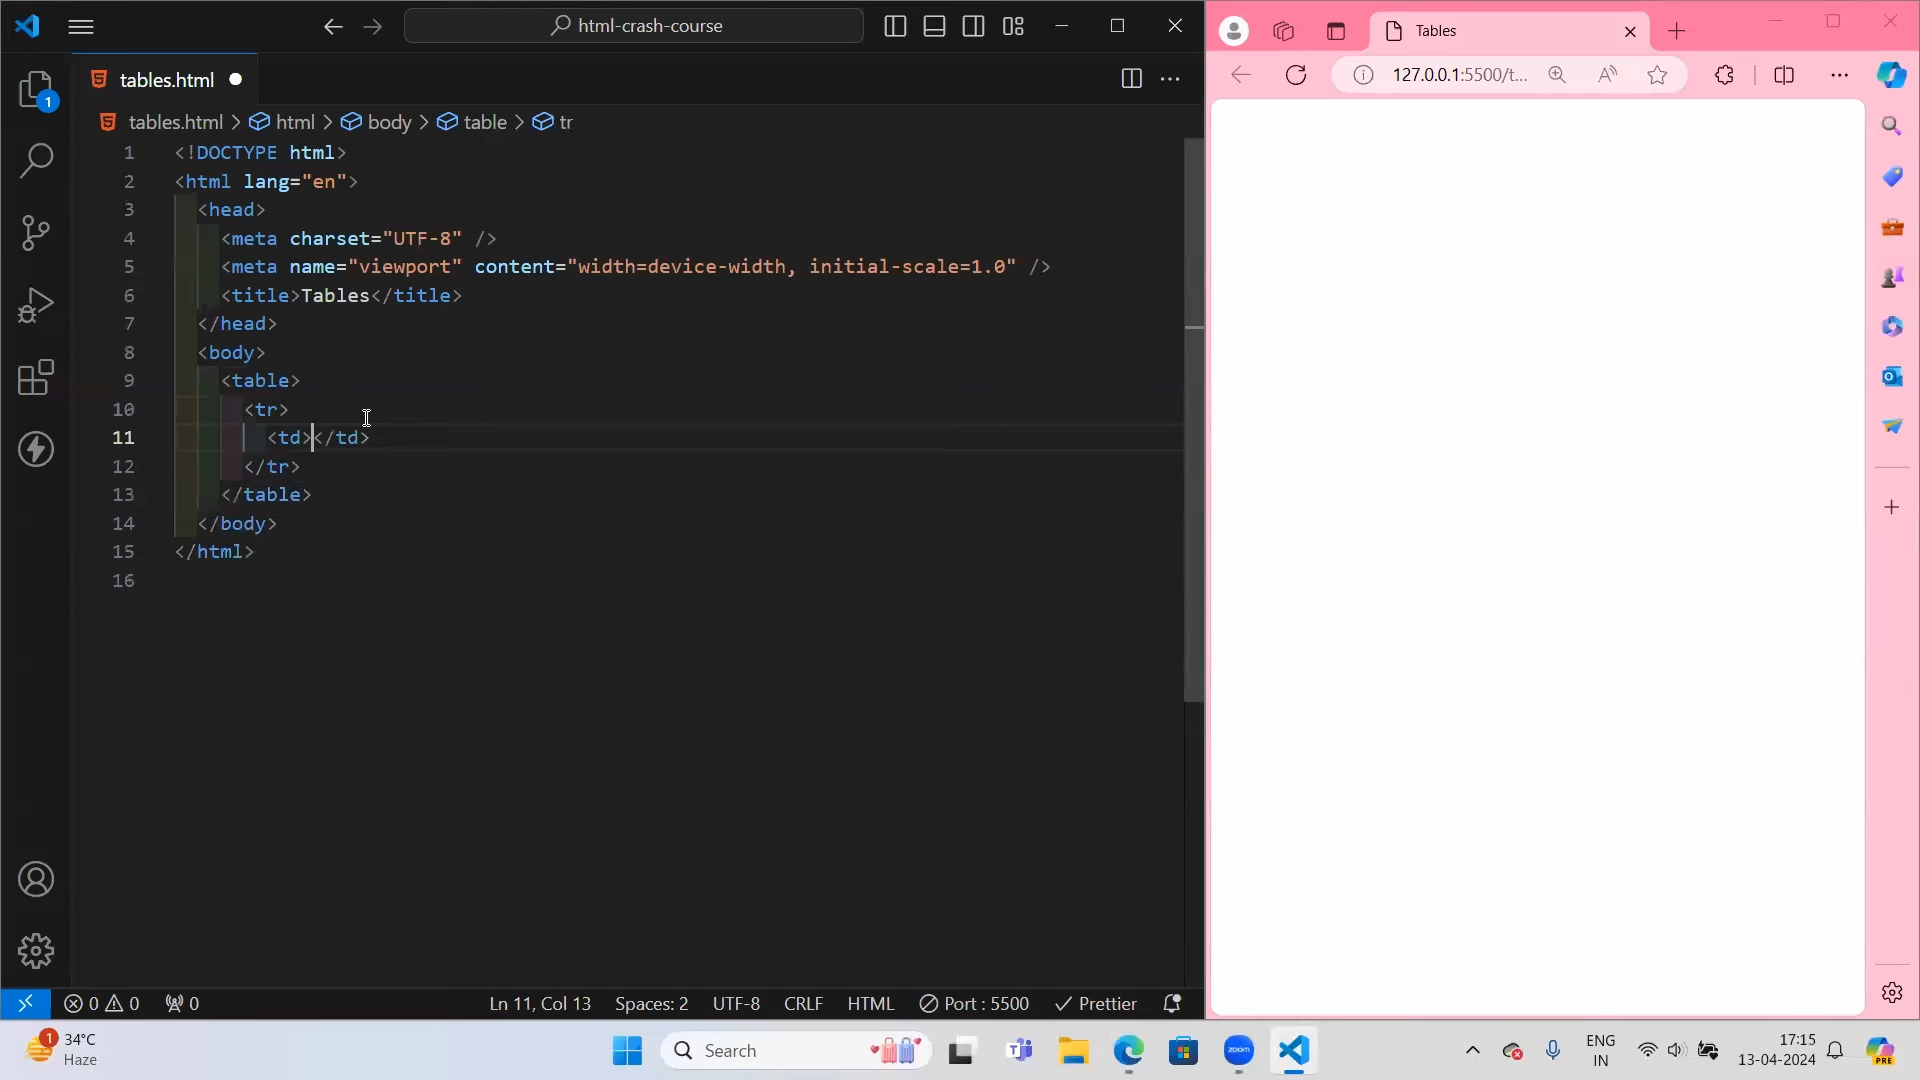 html-crash-course
tables.html
tables.html > html > body > table > tr
1 <!DOCTYPE html>
2 <html lang="en">
3 <head>
4 <meta charset="UTF-8" />
5 <meta name="viewport" content="width=device-width, initial-scale=1.0" />
6 <title>Tables</title>
7 </head>
8 <body>
9 <table>
10 <tr>
11 <td></td>
12 </tr>
13 </table>
14 </body>
15 </html>
16
1
0 0 0 Ln 11, Col 13 Spaces: 2 UTF-8 CRLF HTML Port : 5500 Prettier
Tables
127.0.0.1:5500/t...
1 34°C
Haze
Search
zoom
ENG
IN
17:15
13-04-2024
PRE